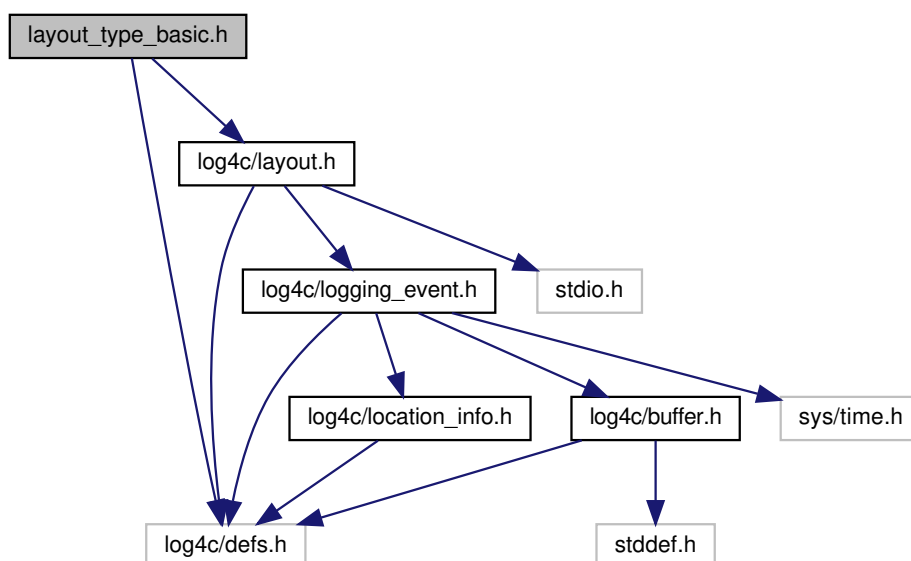 layout_type_basic.h
log4c/layout.h
log4c/logging_event.h
stdio.h
log4c/location_info.h
log4c/buffer.h
sys/time.h
log4c/defs.h
stddef.h